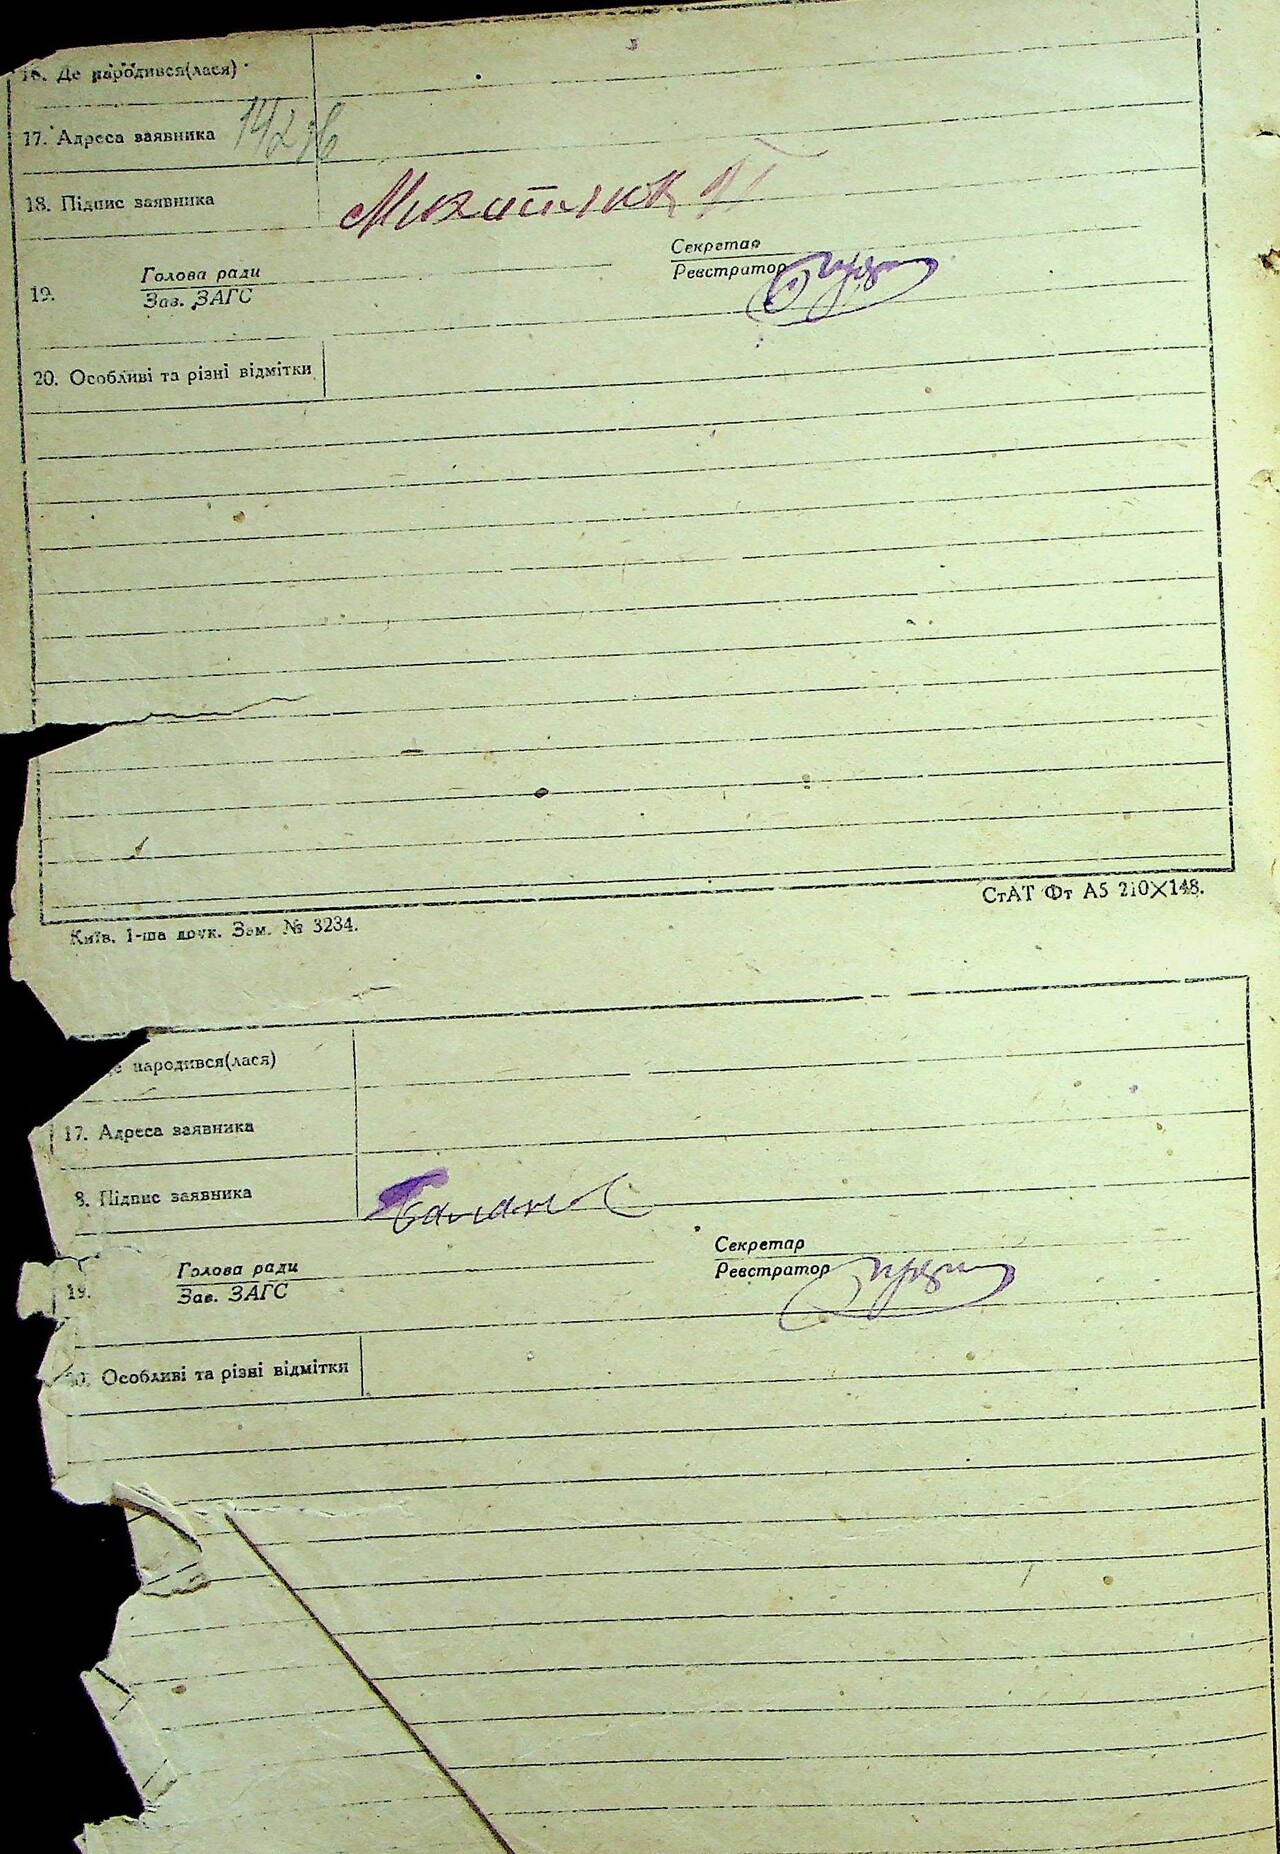 16. Де народився(лася)
17. Адреса заявника
18. Підпис заявника
Секретар
Реєстратор
Голова ради
Зав. ЗАГС
19.
20. Особливі та різні відмітки
СтАТ Фт А5 210×148.
Київ. 1-ша друк. Зам. № 3234.
народився(лася)
17. Адреса заявника
8. Підпис заявника
Секретар
Реєстратор
Голова ради
Зав. ЗАГС
19.
Особливі та різні відмітки